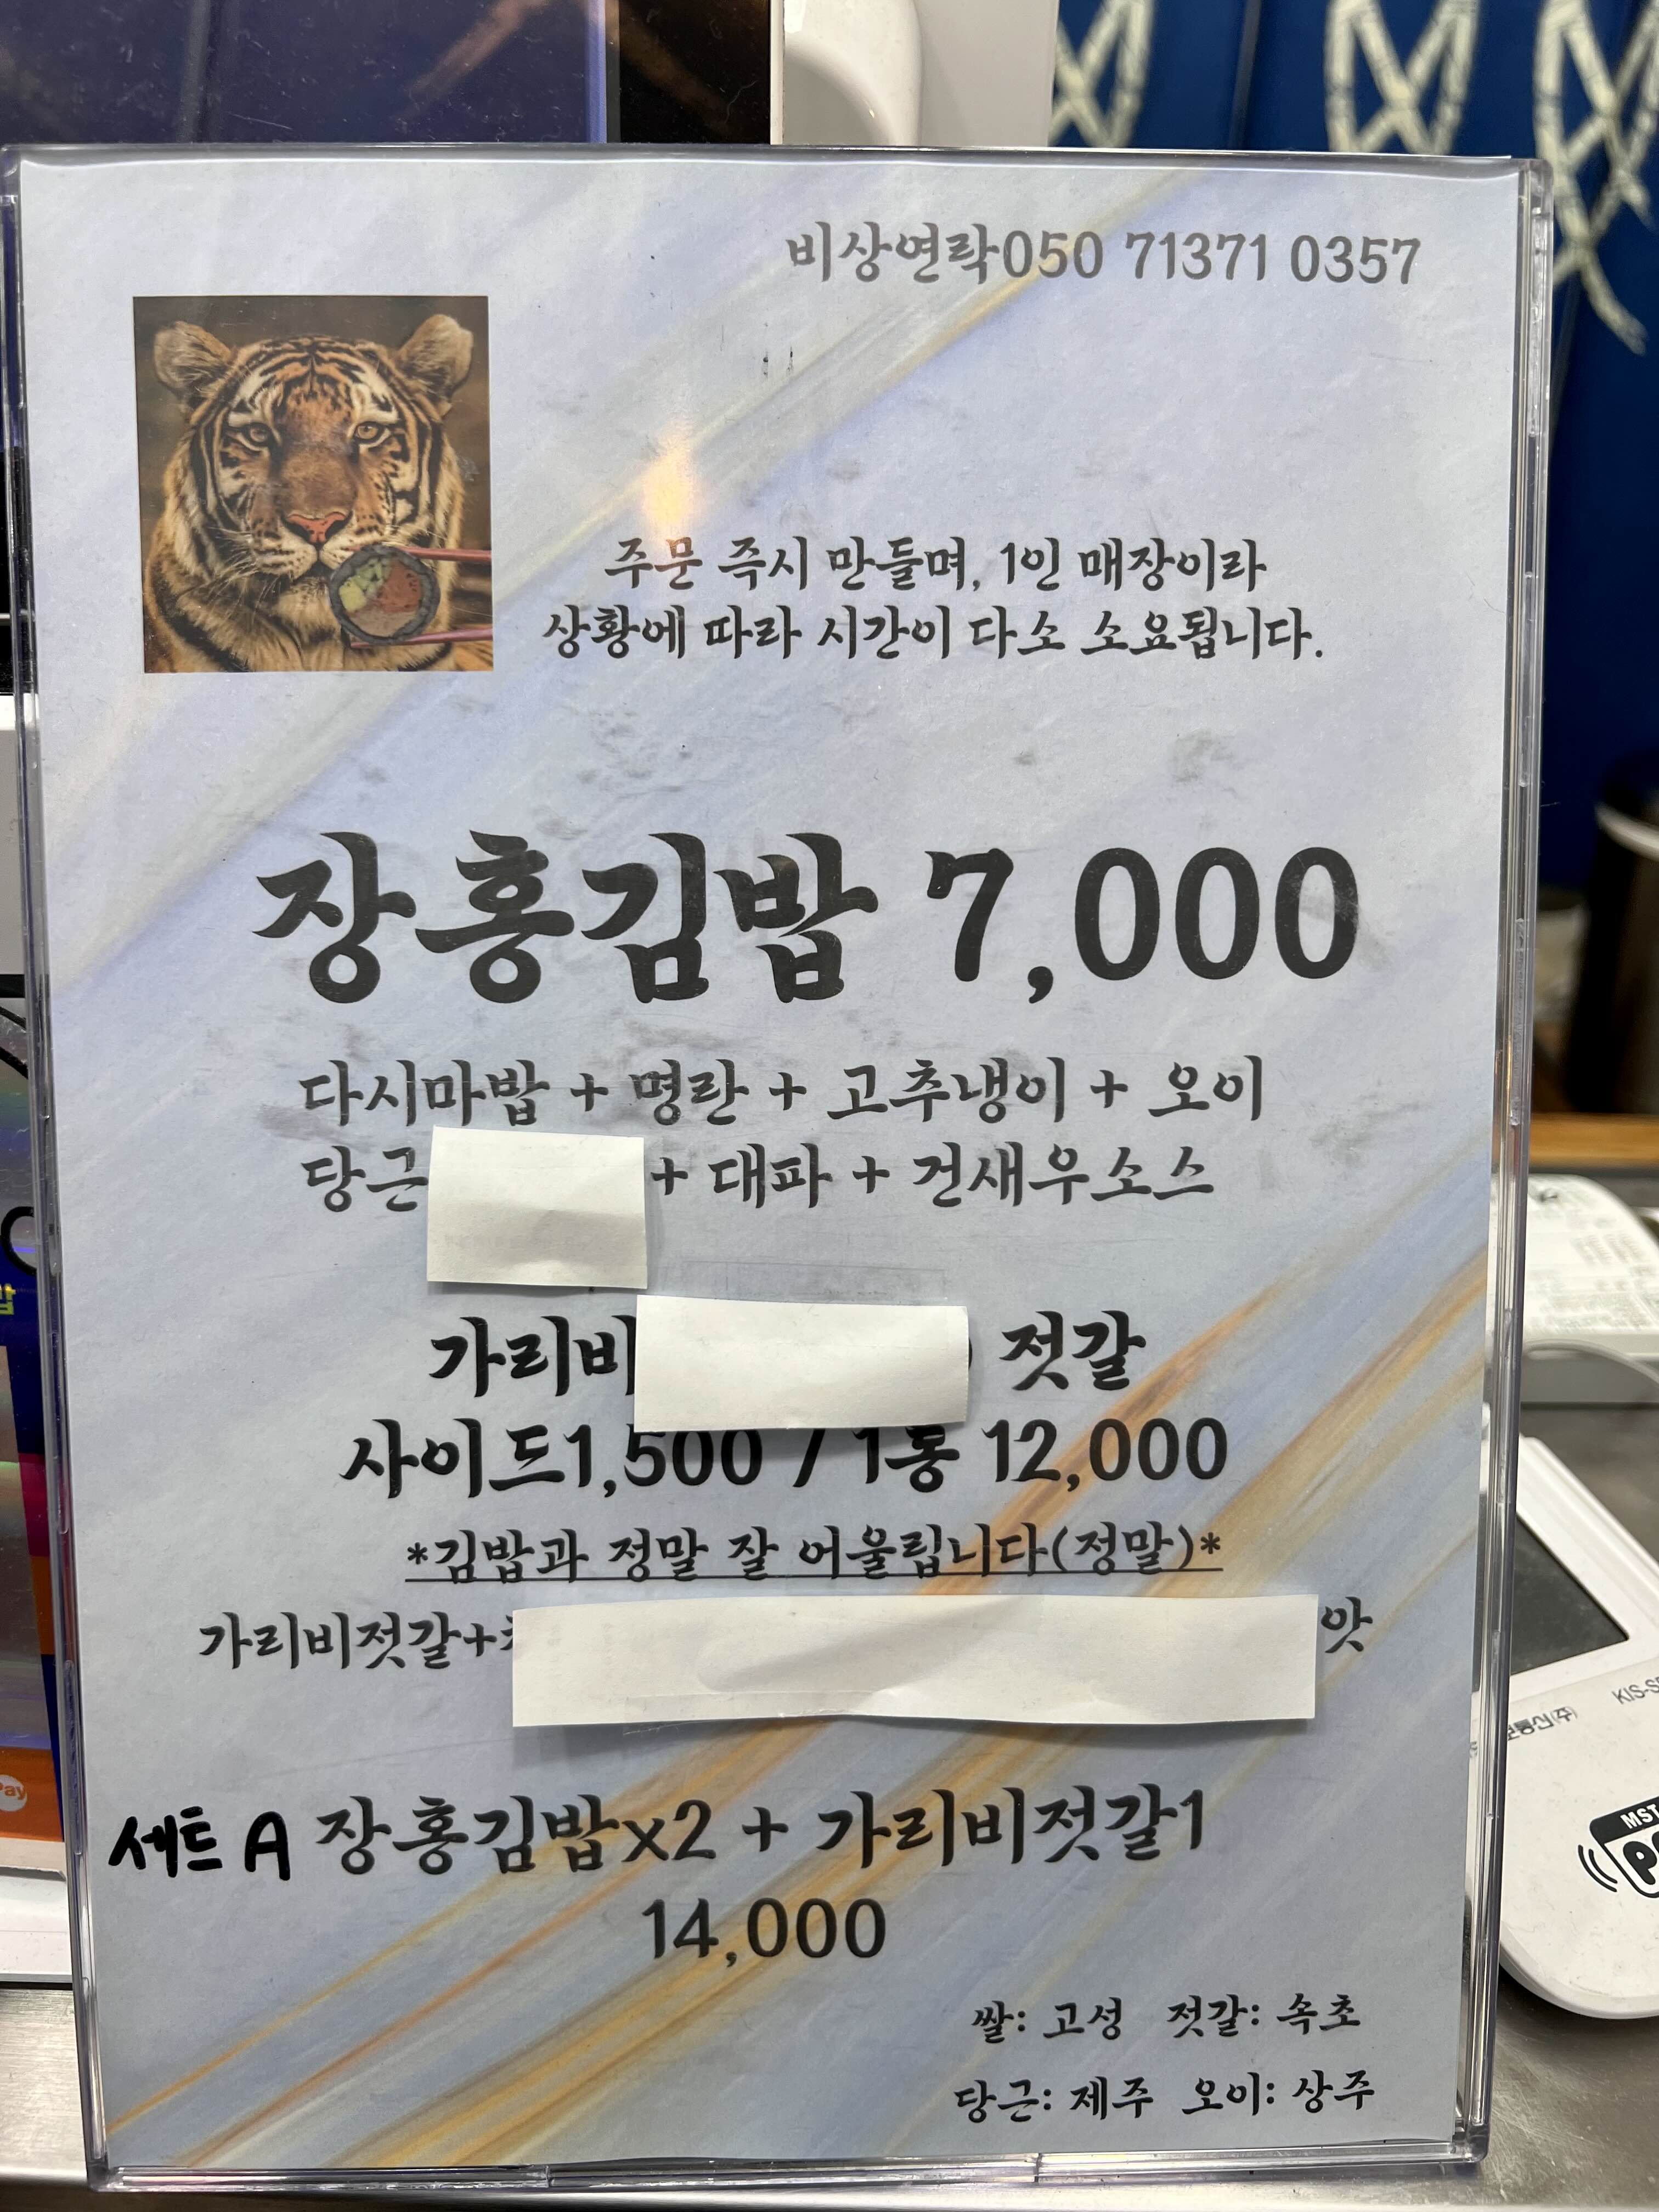 비상연락050 71371 0357
주문 즉시 만들며, 1인 매장이라
상황에 따라 시간이 다소 소요됩니다.
장홍김밥 7,000
다시마밥 + 명란 + 고추냉이 + 오이
당근 + 대파 + 건새우소스
가리비 젓갈
사이드1,500 / 1통 12,000
*김밥과 정말 잘 어울립니다(정말)*
가리비젓갈+ 앗
세트 A 장홍김밥x2 + 가리비젓갈1
14,000
쌀: 고성 젓갈: 속초
당근: 제주 오이: 상주